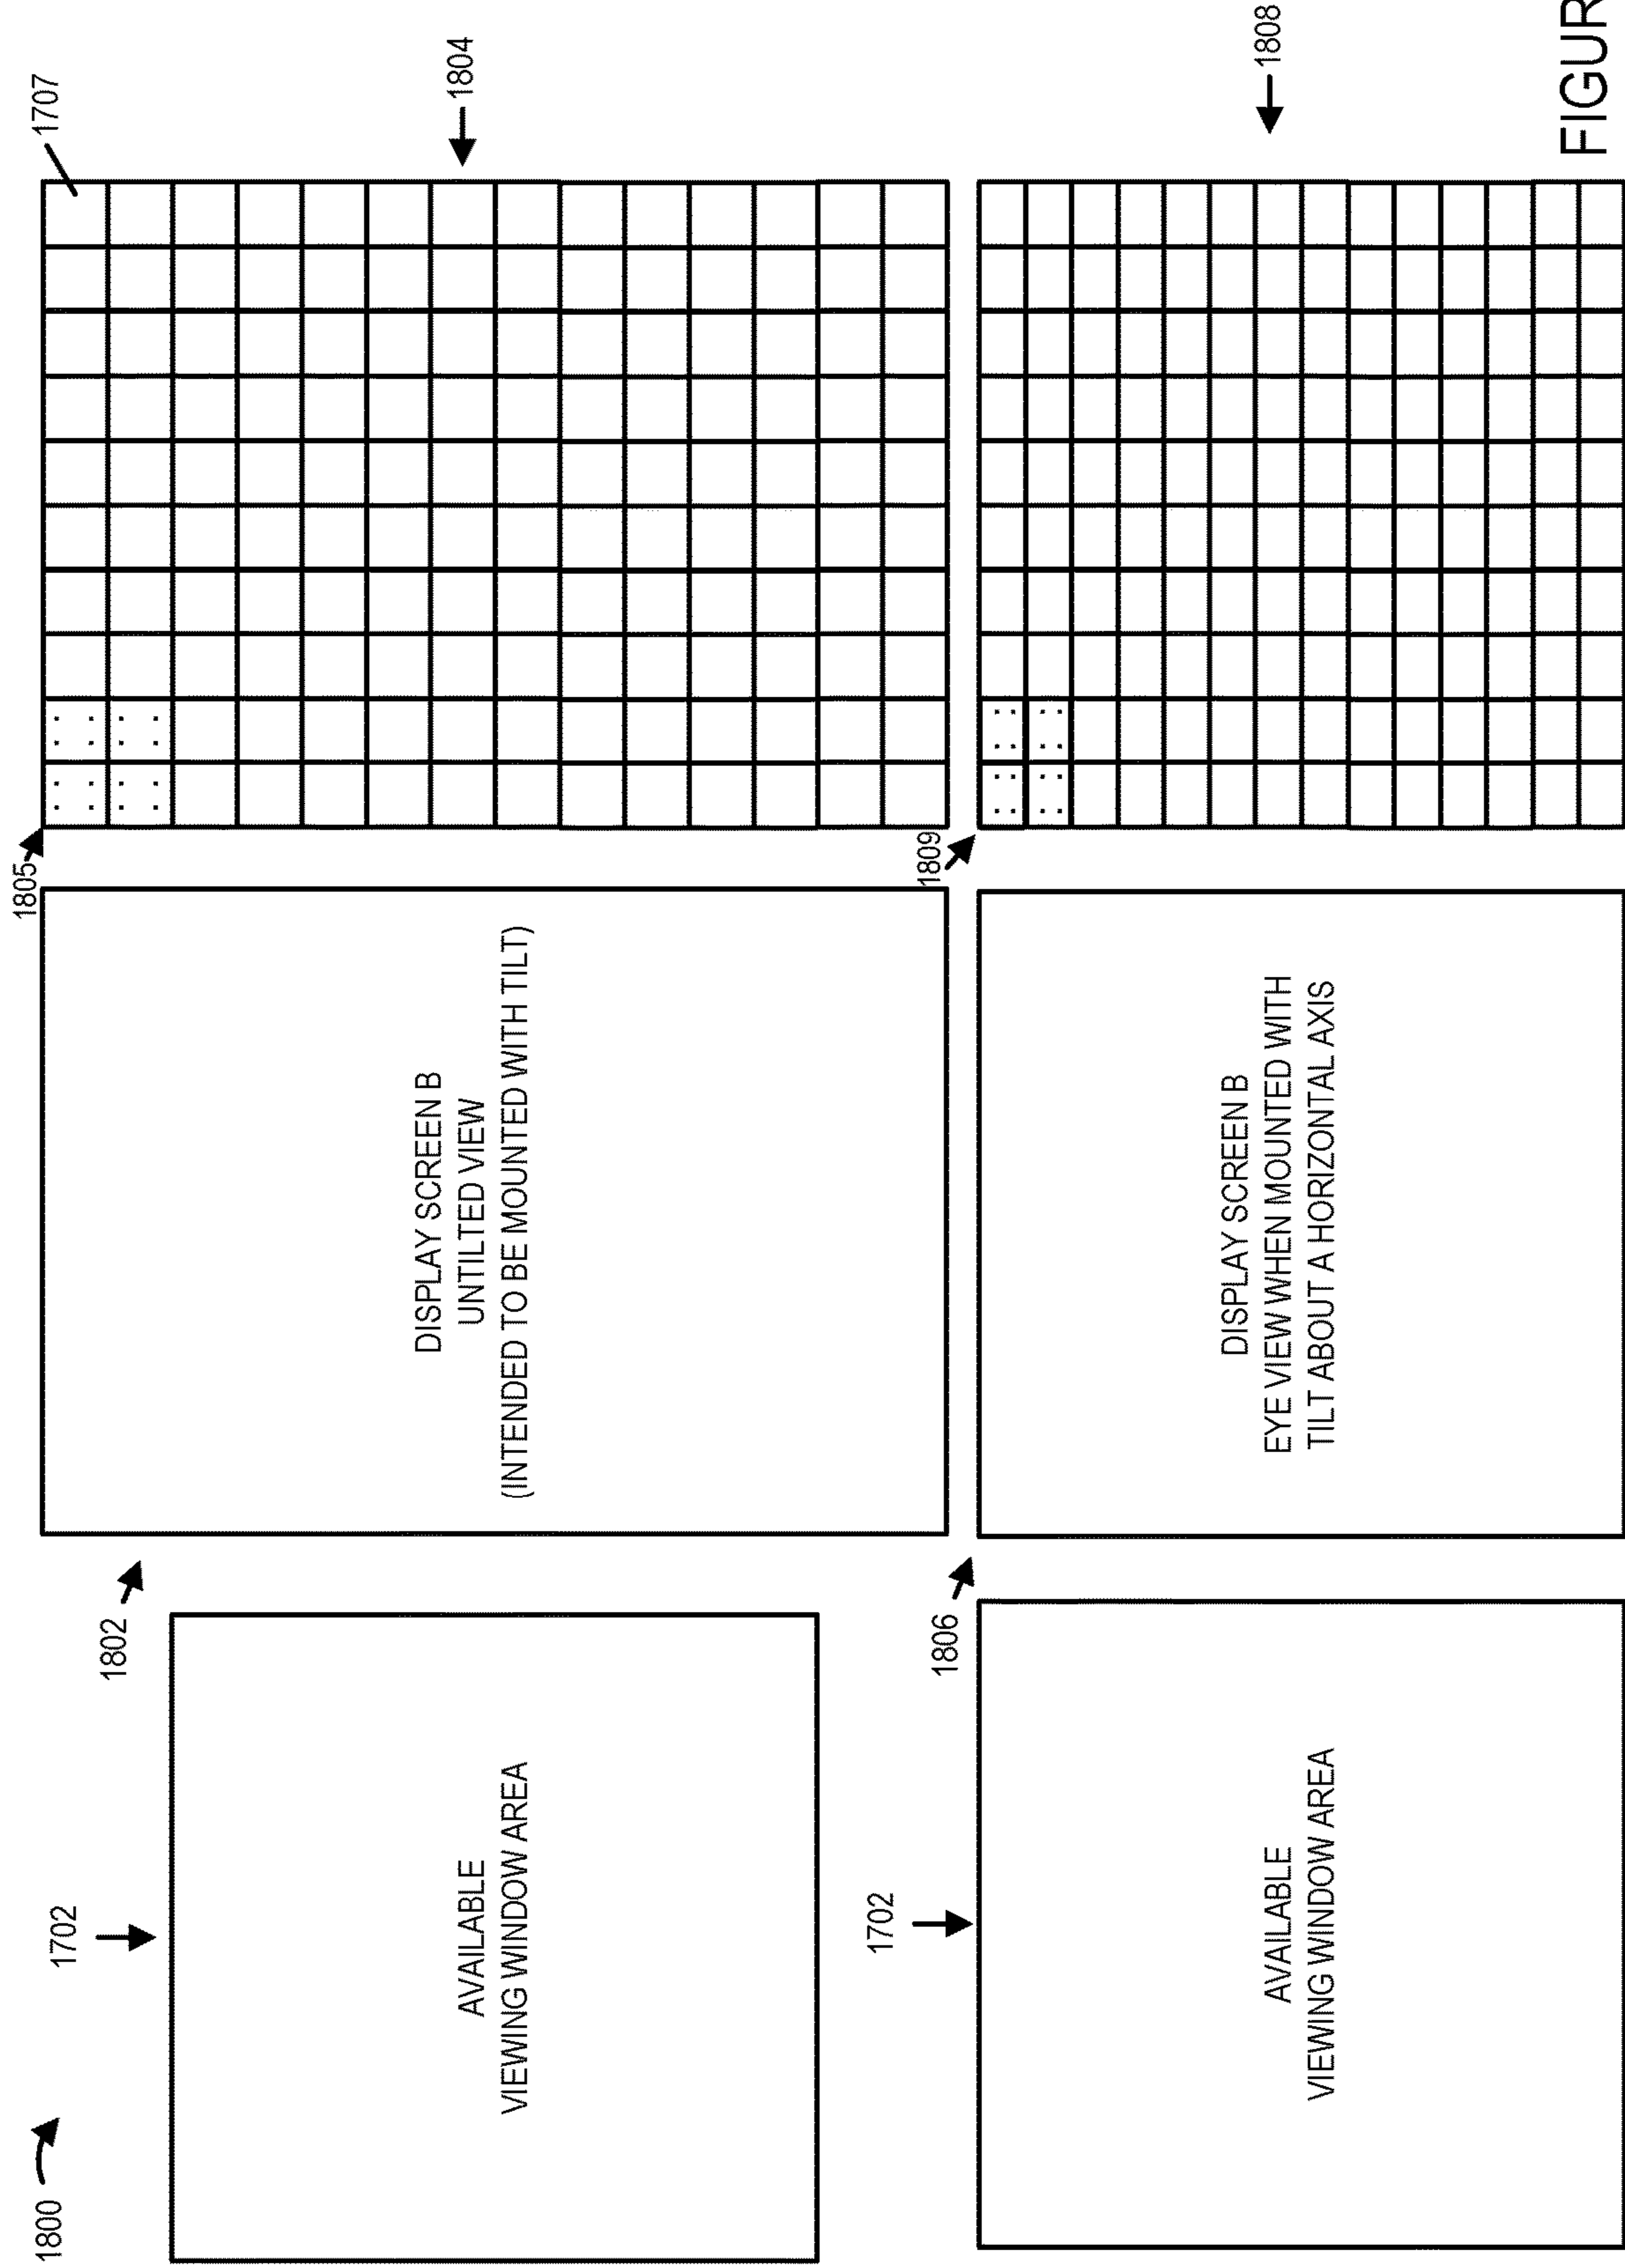 1800
1702
1802
1805
1707
AVAILABLE
VIEWING WINDOW AREA
DISPLAY SCREEN B
UNTILTED VIEW
(INTENDED TO BE MOUNTED WITH TILT)
1804
1702
1806
1809
AVAILABLE
VIEWING WINDOW AREA
DISPLAY SCREEN B
EYE VIEW WHEN MOUNTED WITH
TILT ABOUT A HORIZONTAL AXIS
1808
FIGUR